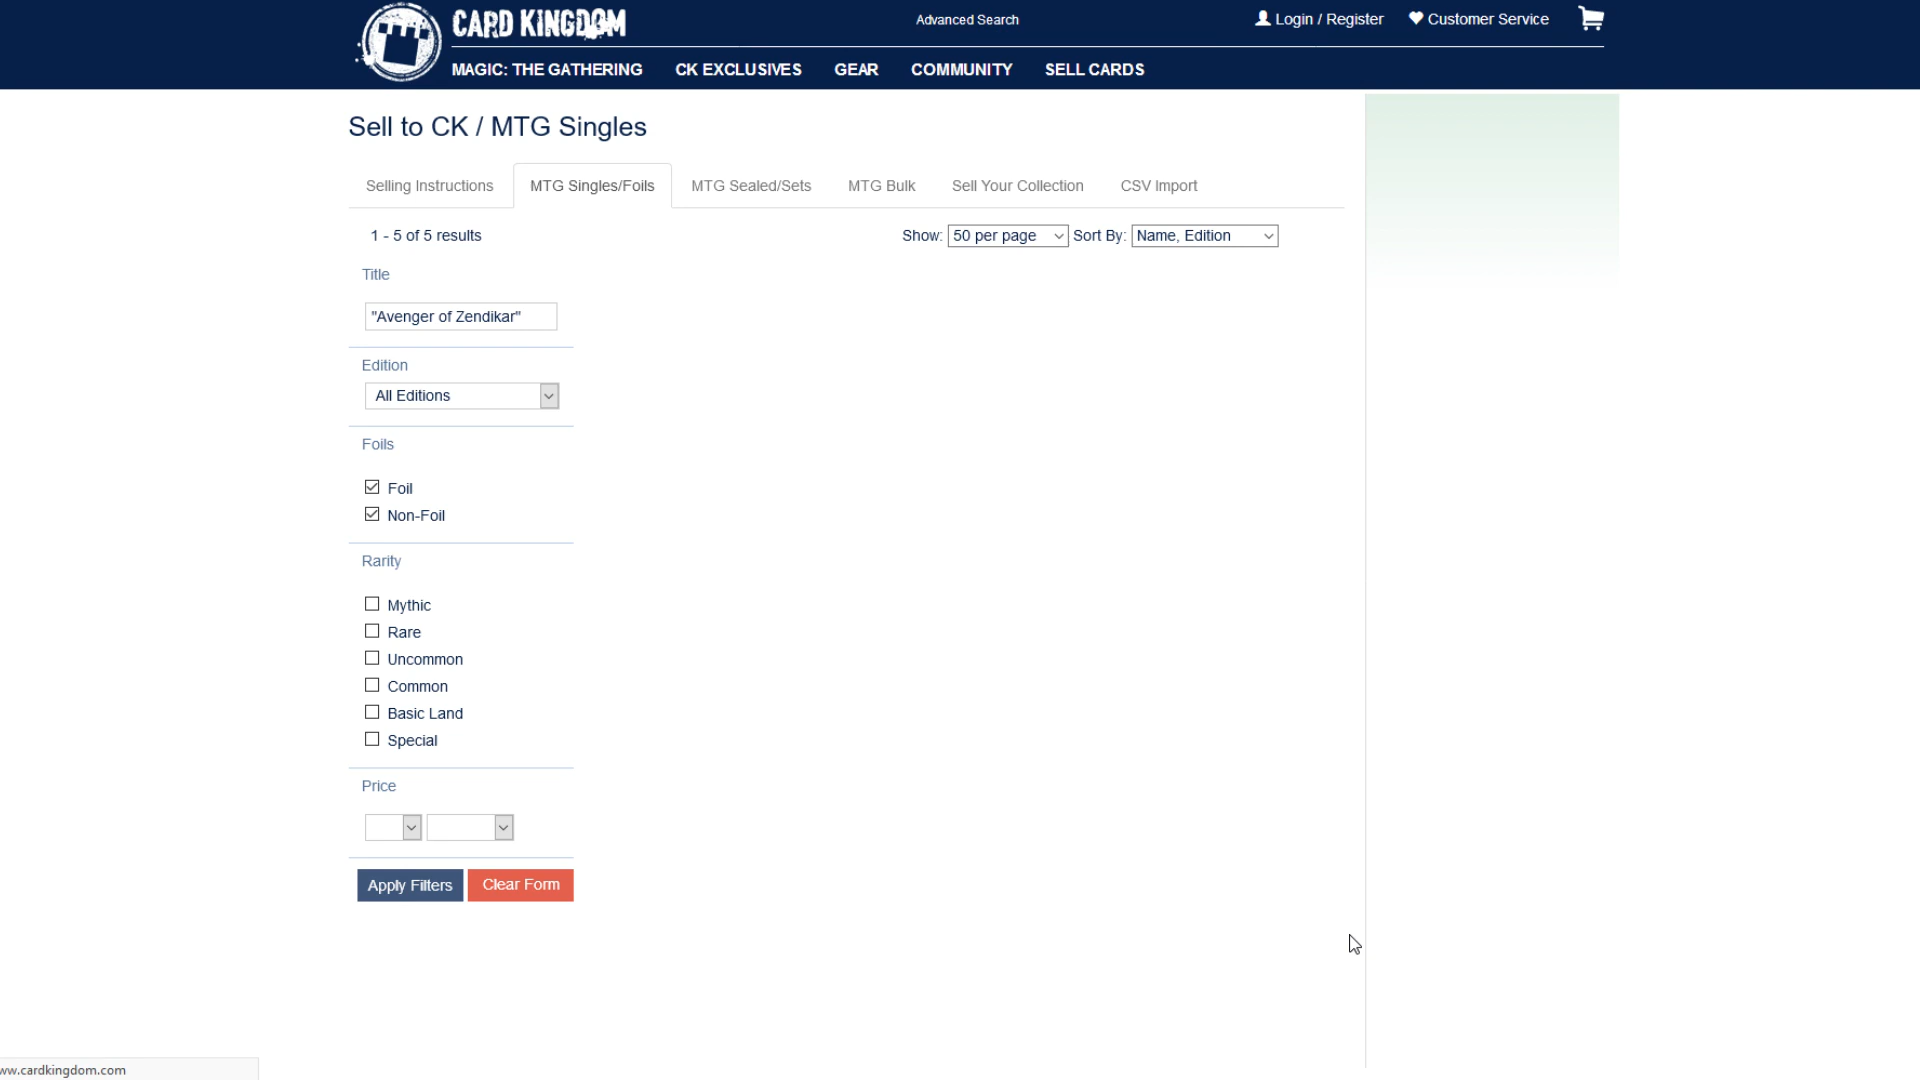 CARD KINGDOM
Advanced Search
Login / Register
Customer Service
MAGIC: THE GATHERING
CK EXCLUSIVES
GEAR
COMMUNITY
SELL CARDS
Sell to CK / MTG Singles
Selling Instructions
MTG Singles/Foils
MTG Sealed/Sets
MTG Bulk
Sell Your Collection
CSV Import
1 - 5 of 5 results
Show: 50 per page
Sort By: Name, Edition
Title
"Avenger of Zendikar"
Edition
All Editions
Foils
Foil
Non-Foil
Rarity
Mythic
Rare
Uncommon
Common
Basic Land
Special
Price
Apply Filters
Clear Form
ww.cardkingdom.com